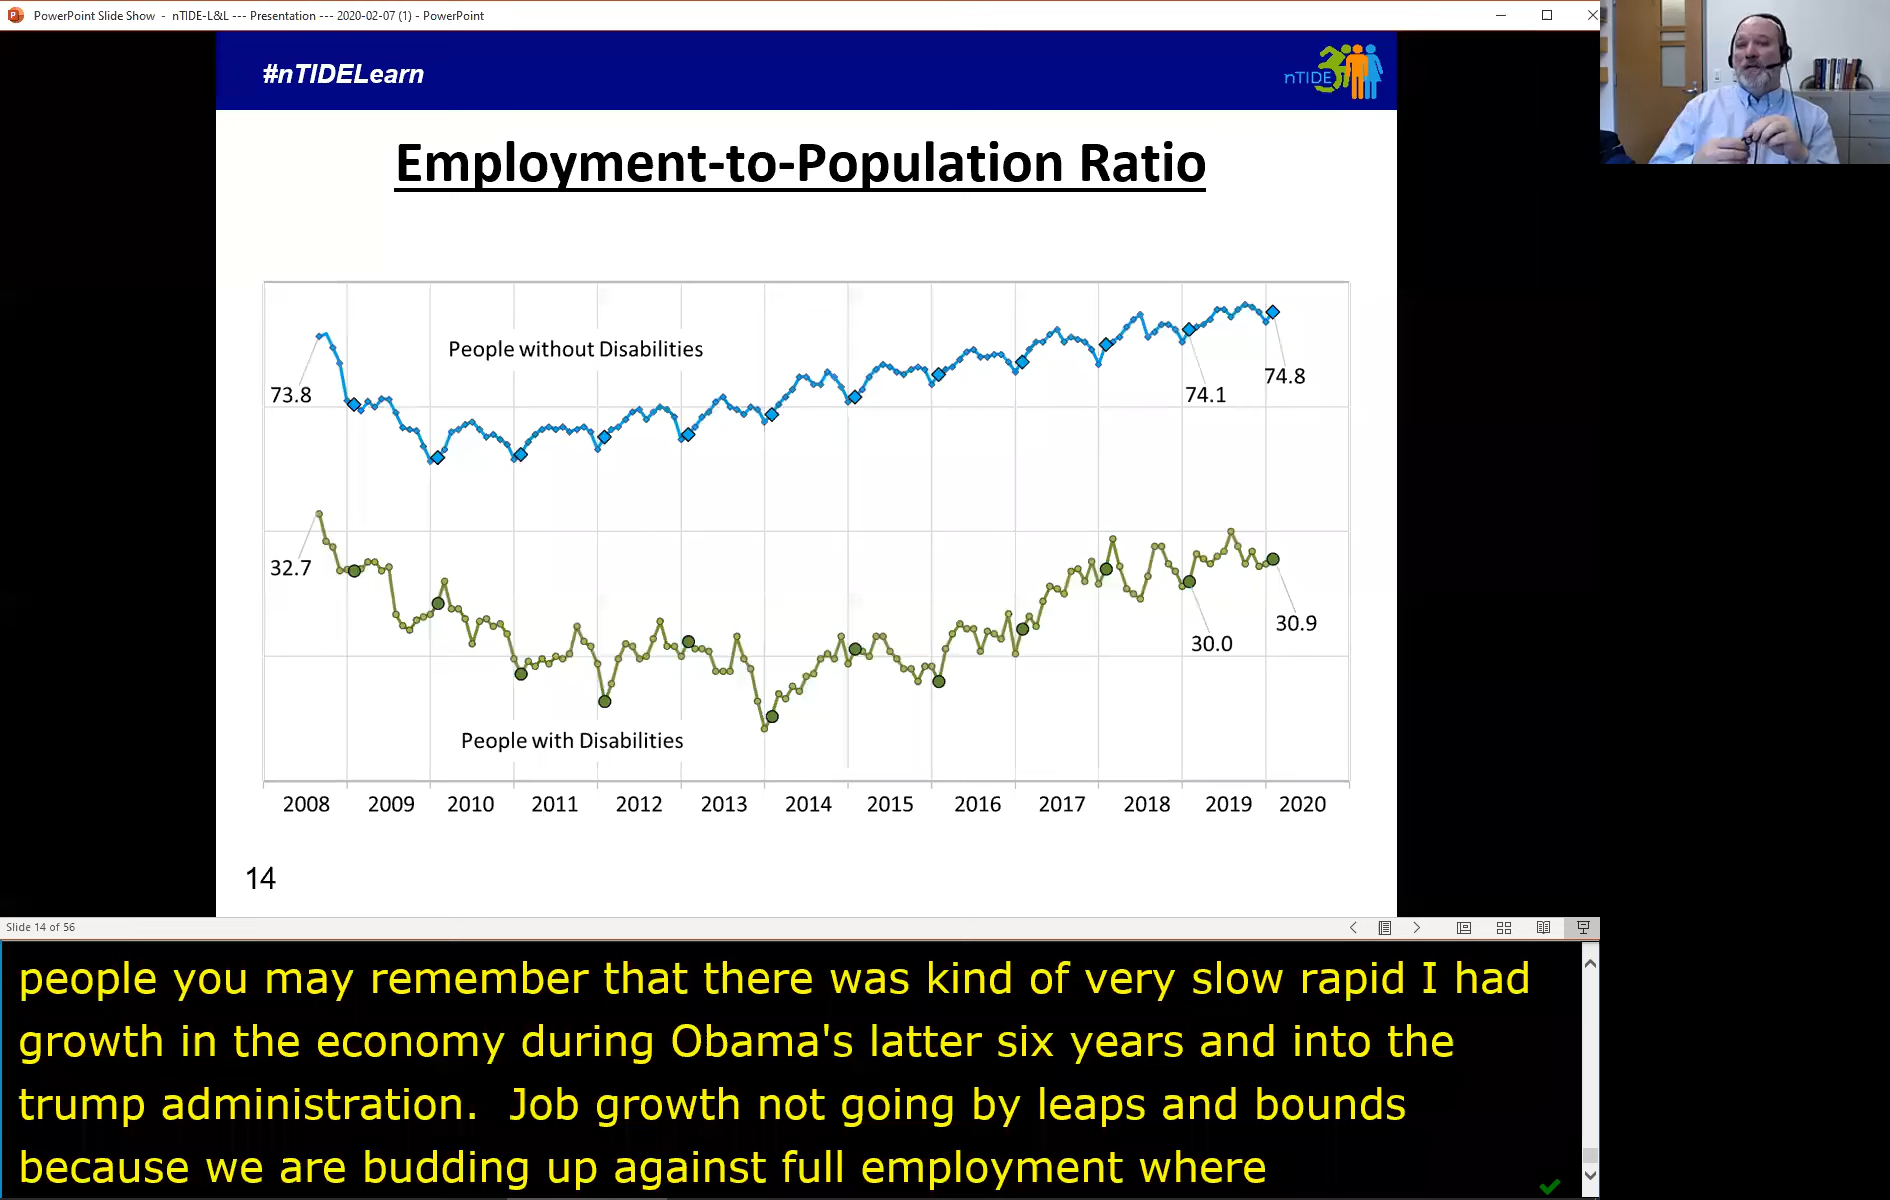 PowerPoint Slide Show - nTIDE-L&L --- Presentation --- 2020-02-07 (1) - PowerPoint
#nTIDELearn
nTIDE
Employment-to-Population Ratio
People without Disabilities
73.8
74.1
74.8
32.7
30.0
30.9
People with Disabilities
2008 2009 2010 2011 2012 2013 2014 2015 2016 2017 2018 2019 2020
14
Slide 14 of 56
people you may remember that there was kind of very slow rapid I had
growth in the economy during Obama's latter six years and into the
trump administration. Job growth not going by leaps and bounds
because we are budding up against full employment where